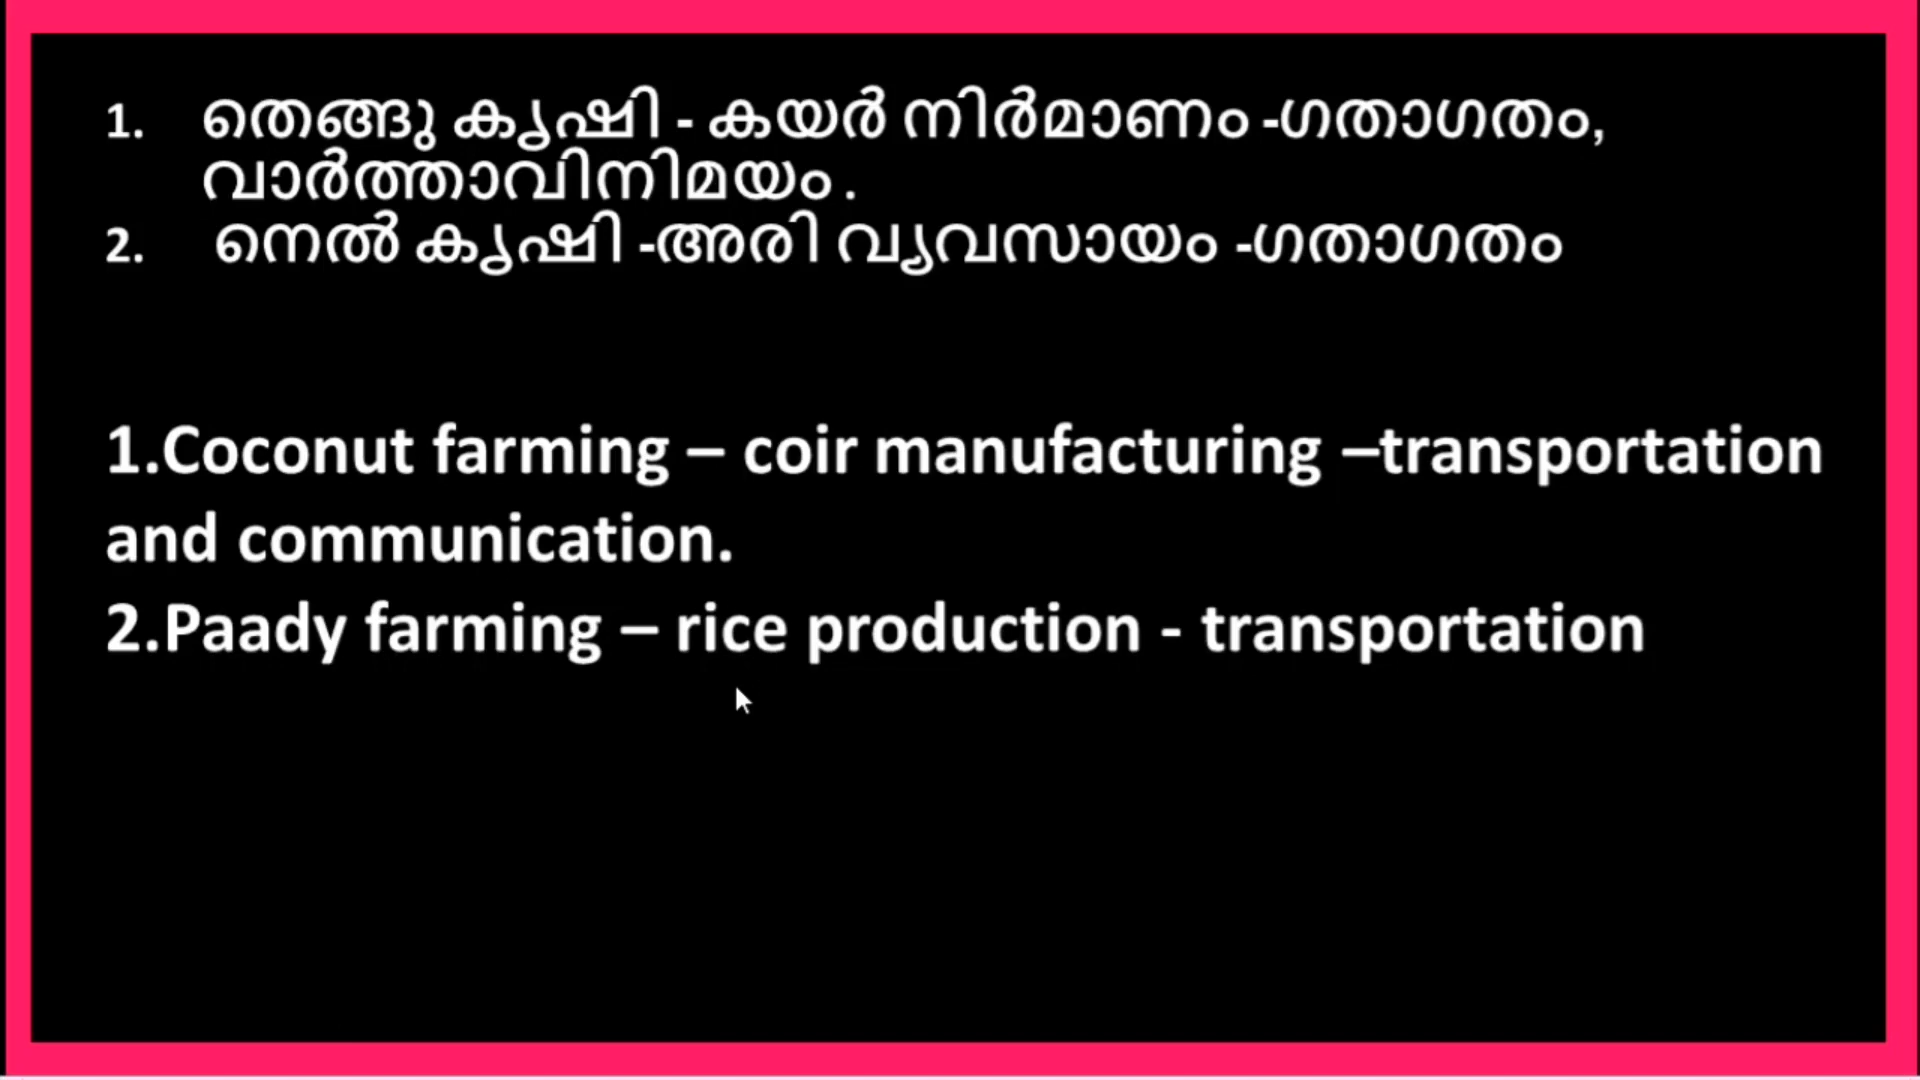 1. തെങ്ങു കൃഷി - കയർ നിർമാണം -ഗതാഗതം,
വാർത്താവിനിമയം .
2. നെൽ കൃഷി -അരി വ്യവസായം -ഗതാഗതം
1.Coconut farming – coir manufacturing –transportation
and communication.
2.Paady farming – rice production - transportation